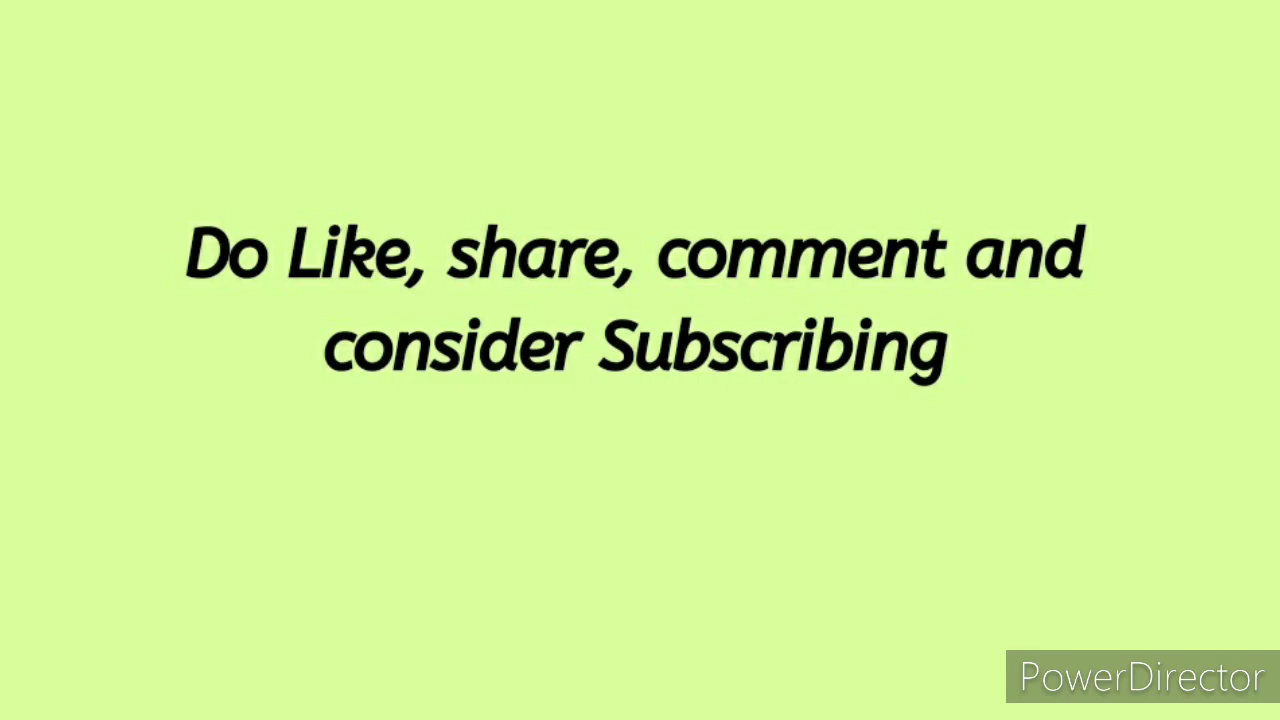 Do Like, share, comment and
consider Subscribing
PowerDirector